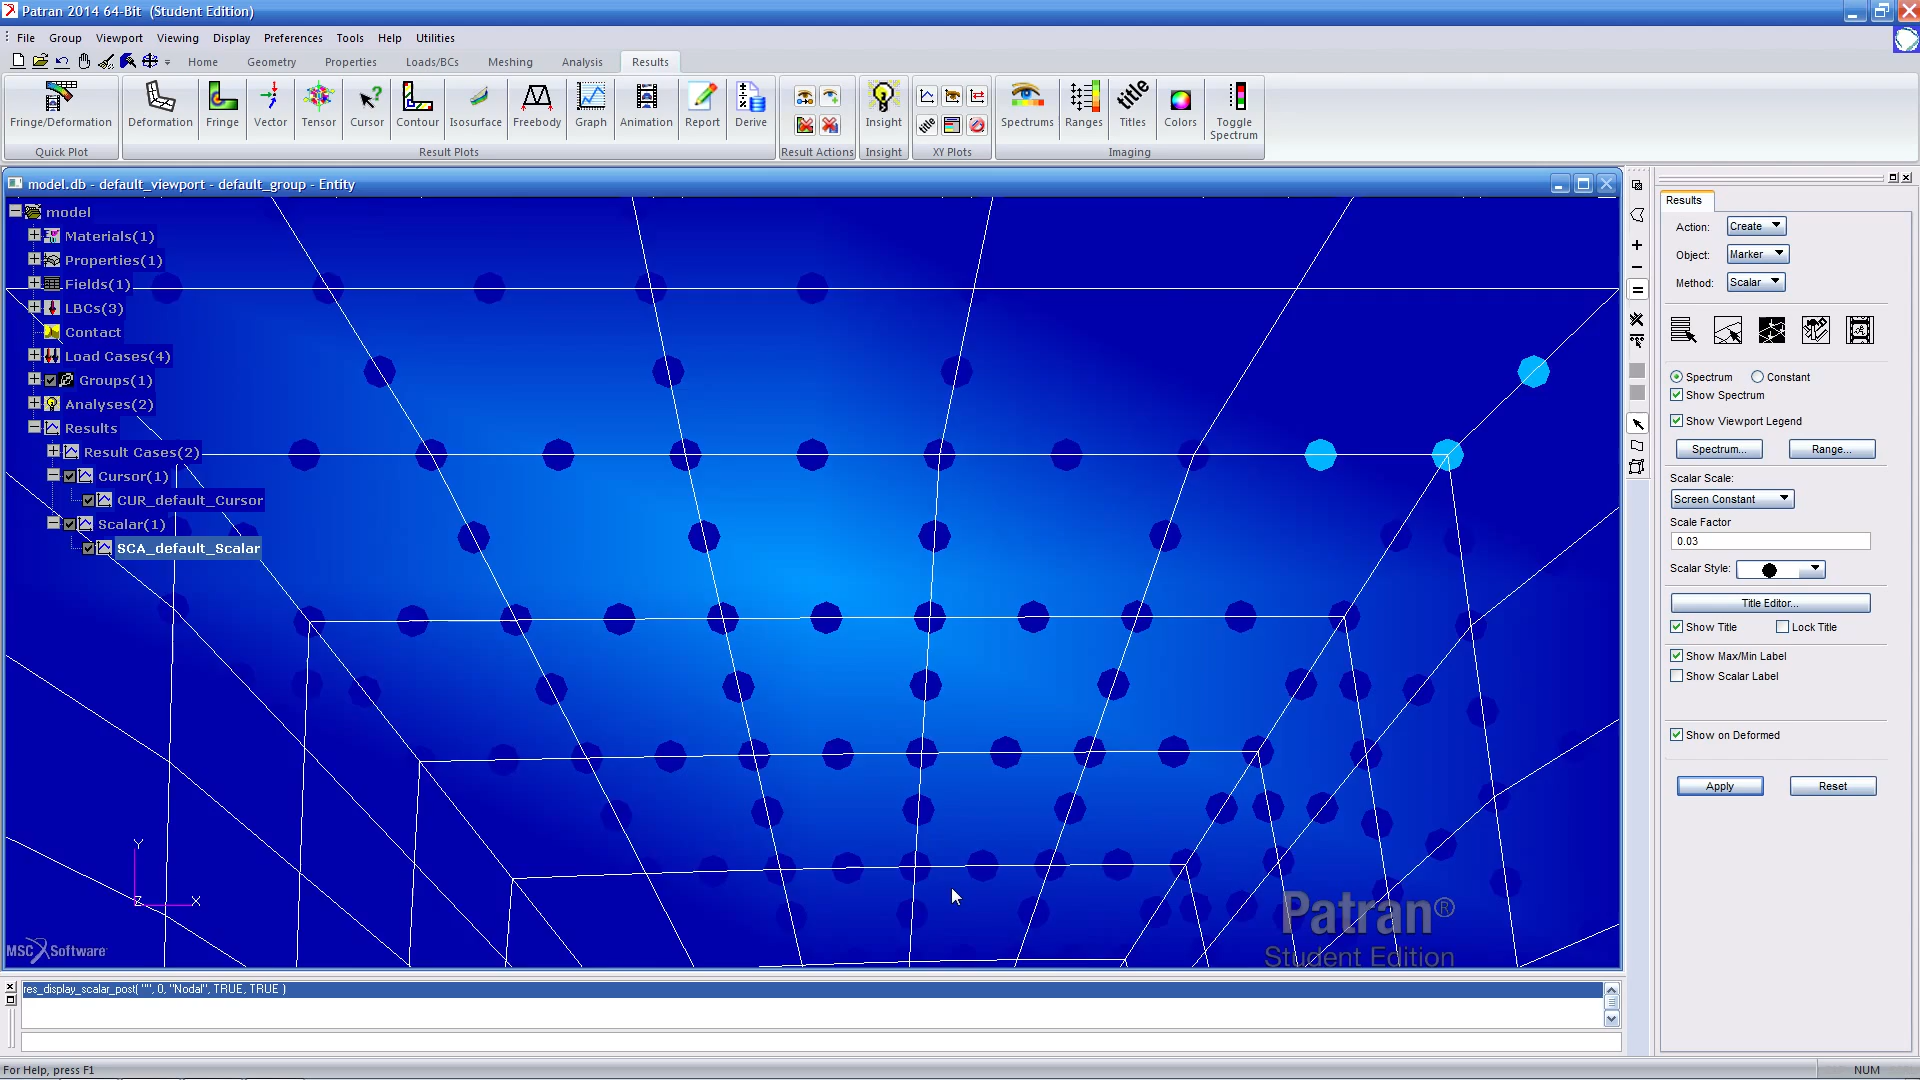 Patran 2014 64-Bit  (Student Edition)
File Group Viewport Viewing Display Preferences Tools Help Utilities
Home Geometry Properties Loads/BCs Meshing Analysis Results
Fringe/Deformation Deformation Fringe Vector Tensor Cursor Contour Isosurface Freebody Graph Animation Report Derive Insight title Spectrums Ranges Titles Colors Toggle Spectrum
Quick Plot Result Plots Result Actions Insight XY Plots Imaging
model.db - default_viewport - default_group - Entity
model
Materials(1)
Properties(1)
Fields(1)
LBCs(3)
Contact
Load Cases(4)
Groups(1)
Analyses(2)
Results
Result Cases(2)
Cursor(1)
CUR_default_Cursor
Scalar(1)
SCA_default_Scalar
Y
Z X
MSC Software
Patran®
Student Edition
Results
Action: Create
Object: Marker
Method: Scalar
Spectrum Constant
Show Spectrum
Show Viewport Legend
Spectrum... Range...
Scalar Scale:
Screen Constant
Scale Factor
0.03
Scalar Style:
Title Editor...
Show Title Lock Title
Show Max/Min Label
Show Scalar Label
Show on Deformed
Apply Reset
res_display_scalar_post( "", 0, "Nodal", TRUE, TRUE )
For Help, press F1 NUM